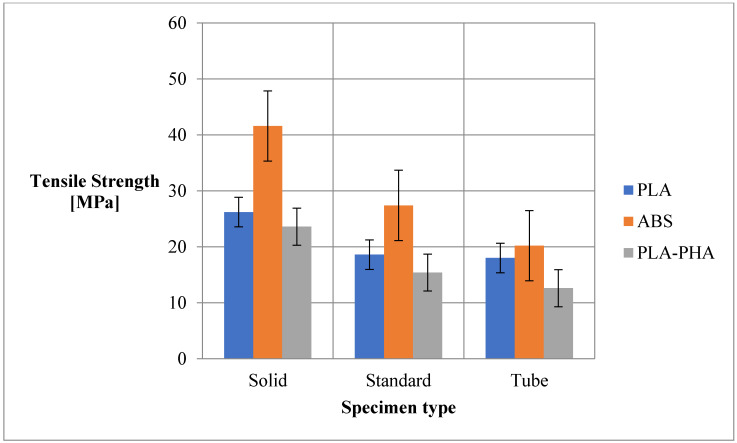 60
50
40
30
20
10
0
Tensile Strength
[MPa]
Solid Standard Tube
Specimen type
PLA
ABS
PLA-PHA